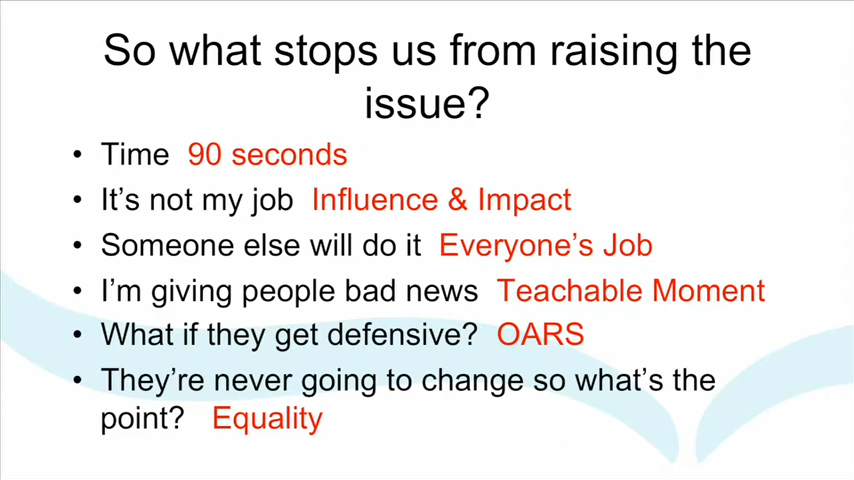 So what stops us from raising the
issue?
• Time 90 seconds
• It's not my job Influence & Impact
• Someone else will do it Everyone's Job
• I'm giving people bad news Teachable Moment
• What if they get defensive? OARS
• They're never going to change so what's the
point? Equality